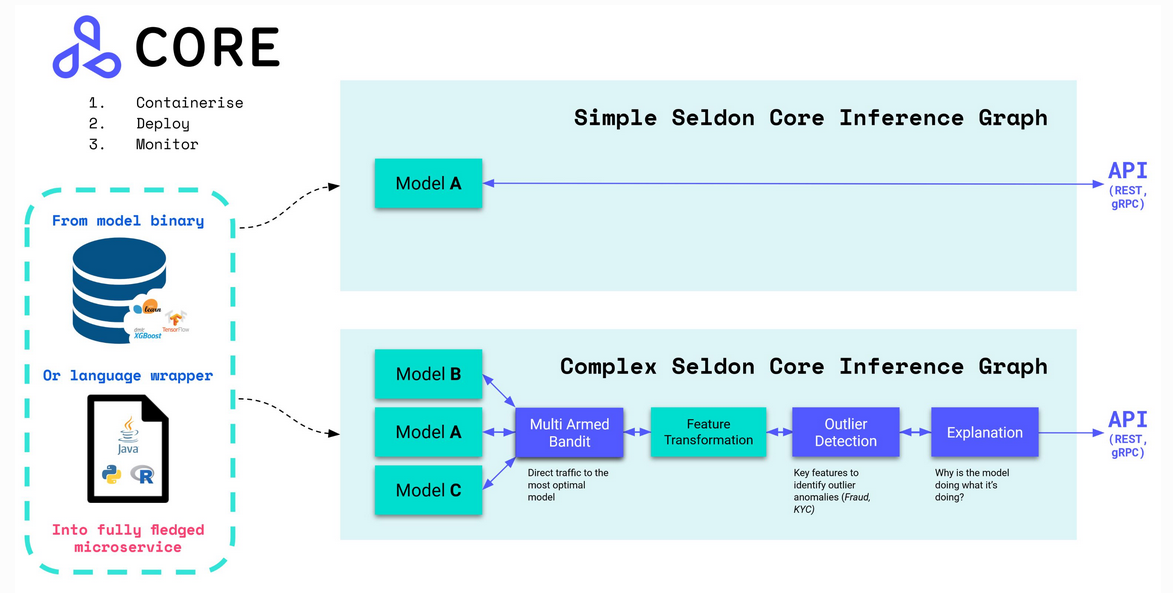 CORE
1. Containerise
2. Deploy
3. Monitor
From model binary
learn
dmlc
XGBoost
TensorFlow
Or language wrapper
Java
R
Into fully fledged
microservice
Simple Seldon Core Inference Graph
Model A
API
(REST,
gRPC)
Complex Seldon Core Inference Graph
Model B
Model A
Model C
Multi Armed
Bandit
Direct traffic to the
most optimal
model
Feature
Transformation
Outlier
Detection
Key features to
identify outlier
anomalies (Fraud,
KYC)
Explanation
Why is the model
doing what it's
doing?
API
(REST,
gRPC)